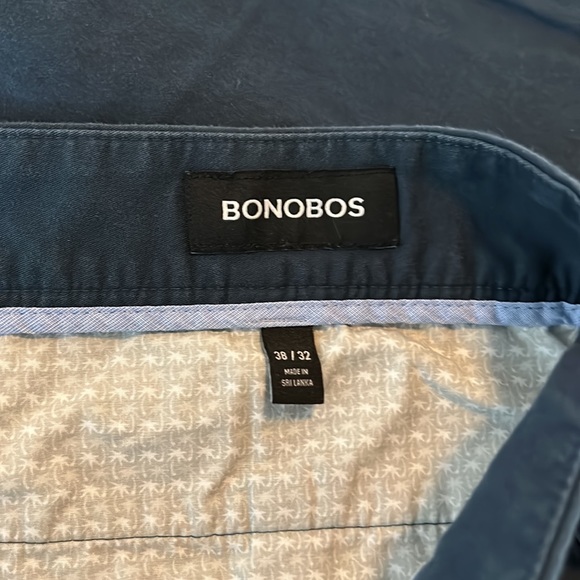 BONOBOS
38 / 32
MADE IN
SRI LANKA